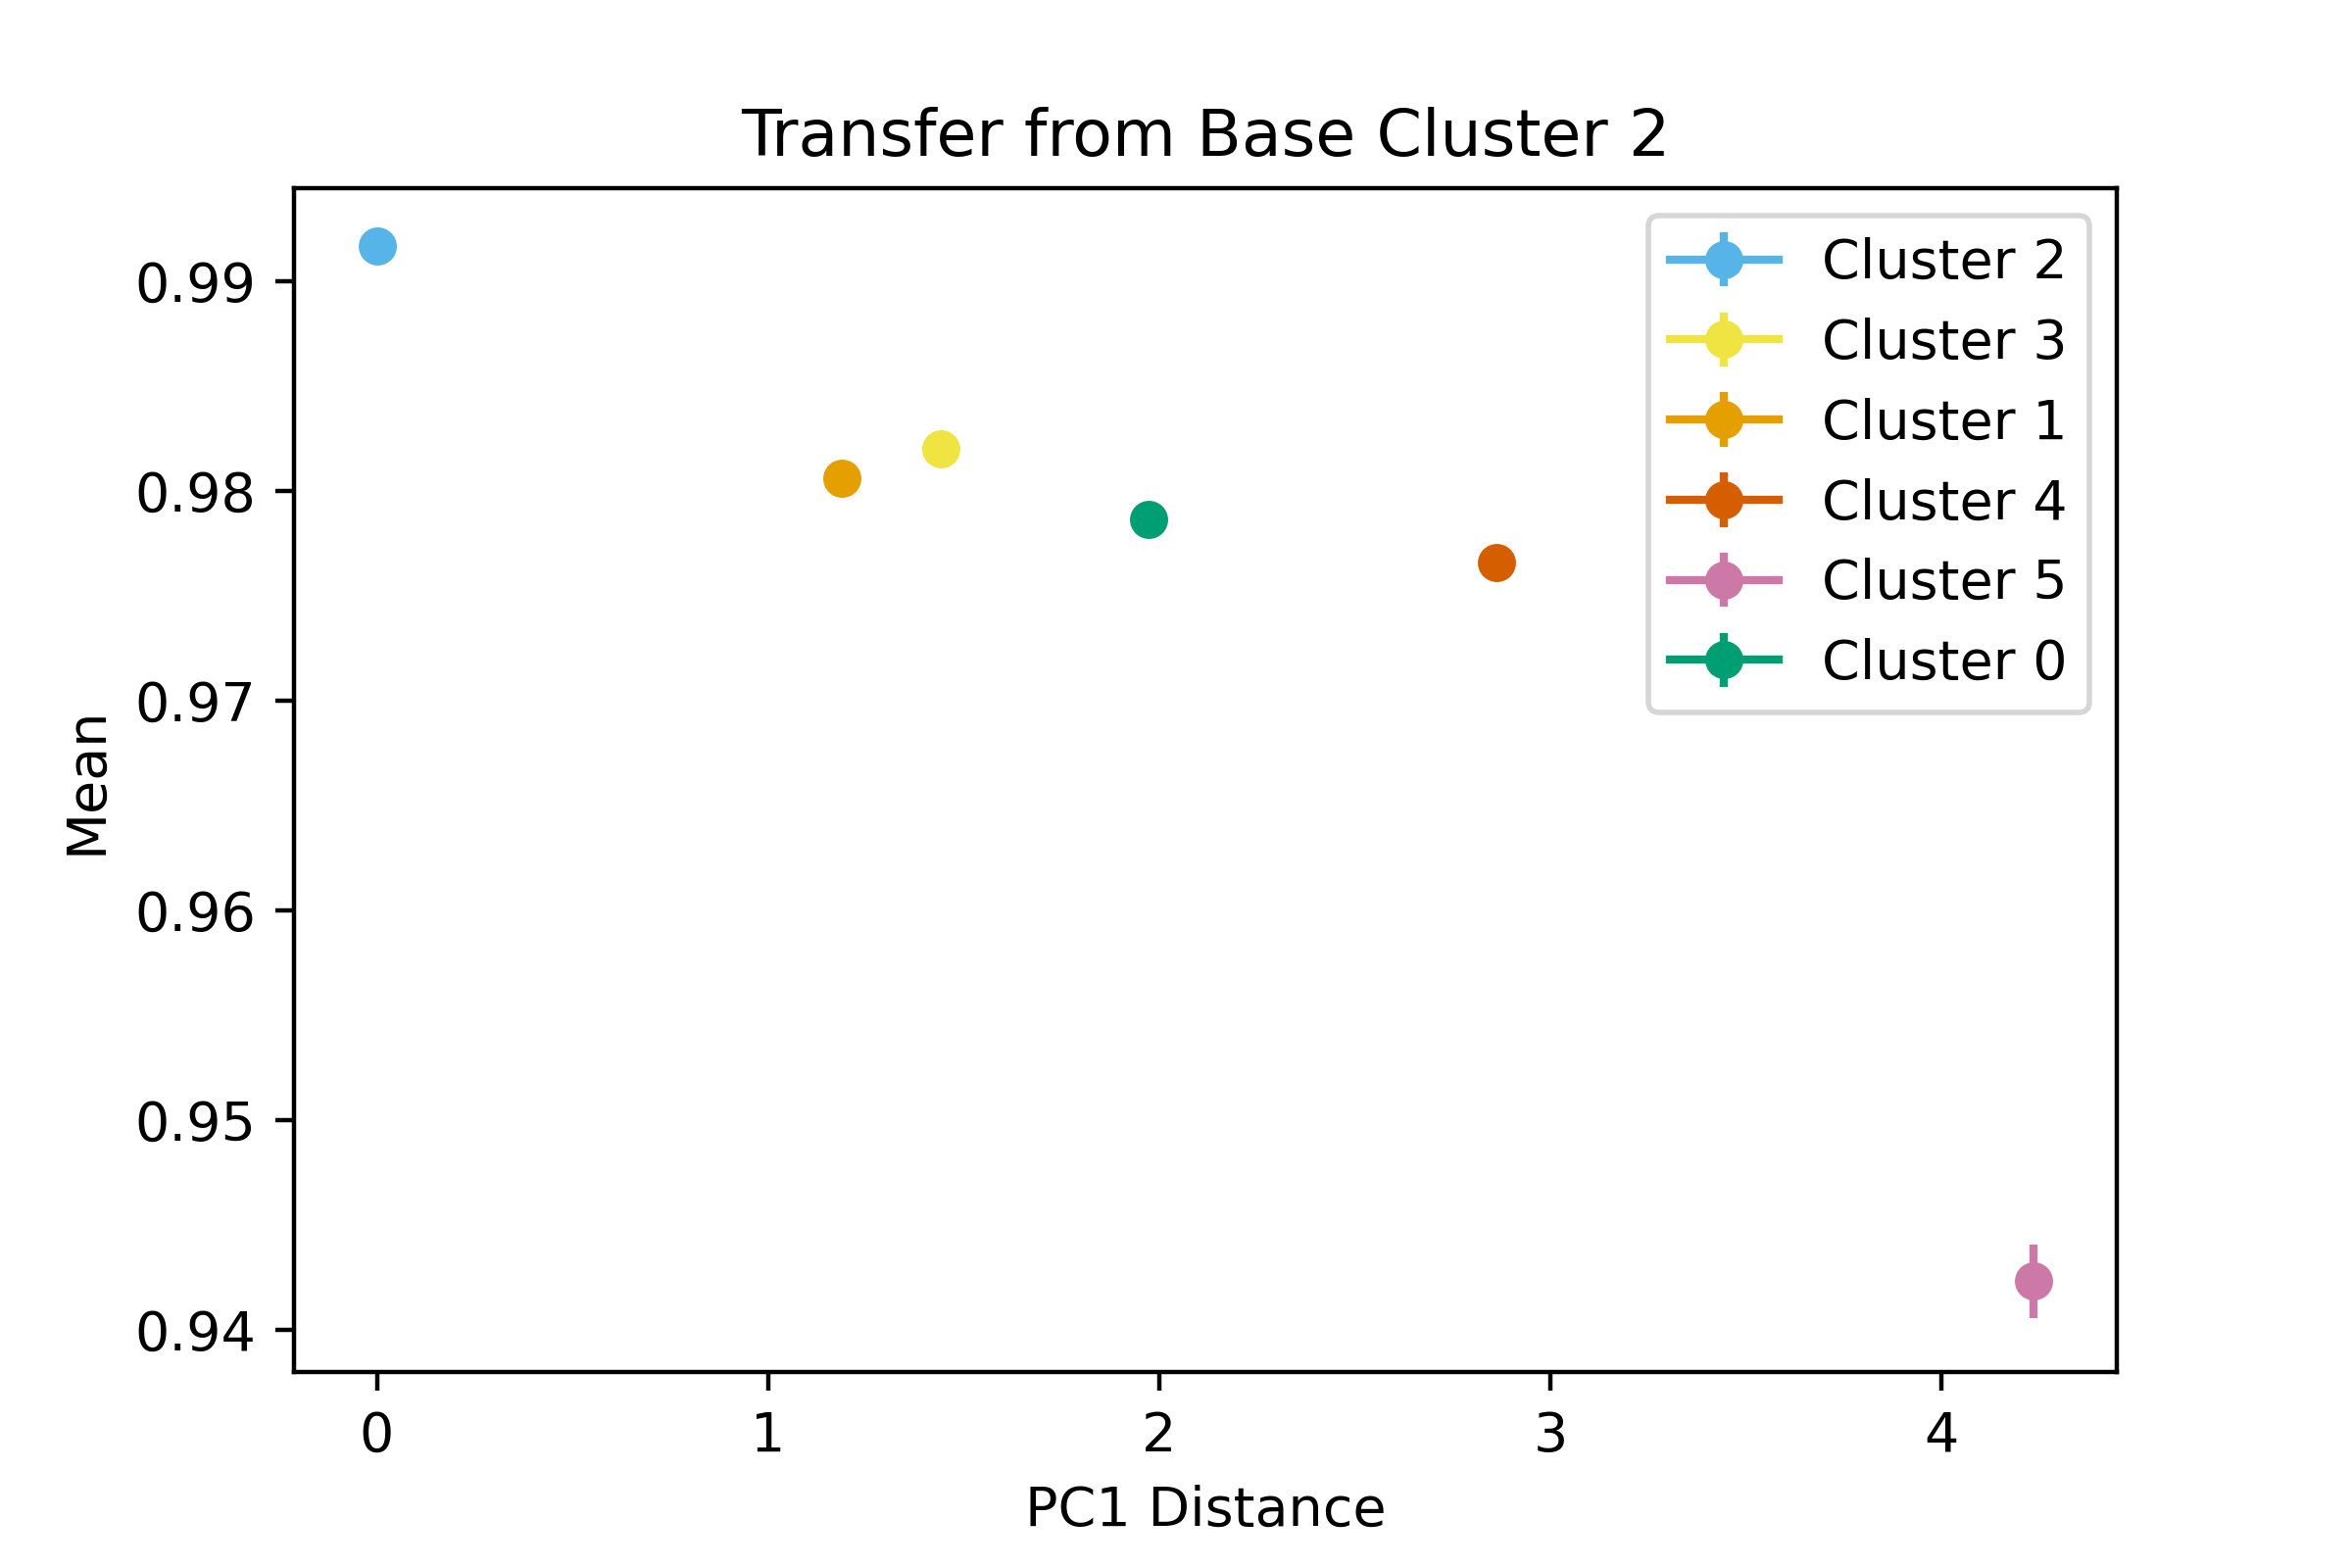 Transfer from Base Cluster 2
Cluster 2
Cluster 3
Cluster 1
Cluster 4
Cluster 5
Cluster 0
Mean
0.99
0.98
0.97
0.96
0.95
0.94
0 1 2 3 4
PC1 Distance